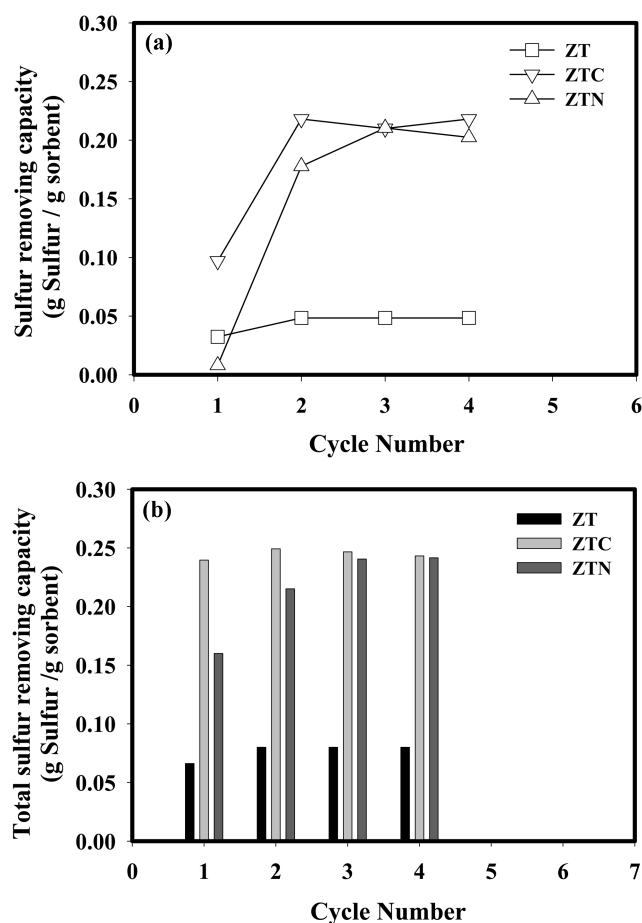 (a)
ZT
ZTC
ZTN
Sulfur removing capacity
(g Sulfur / g sorbent)
0.30
0.25
0.20
0.15
0.10
0.05
0.00
0 1 2 3 4 5 6
Cycle Number
(b)
ZT
ZTC
ZTN
Total sulfur removing capacity
(g Sulfur /g sorbent)
0.30
0.25
0.20
0.15
0.10
0.05
0.00
0 1 2 3 4 5 6 7
Cycle Number